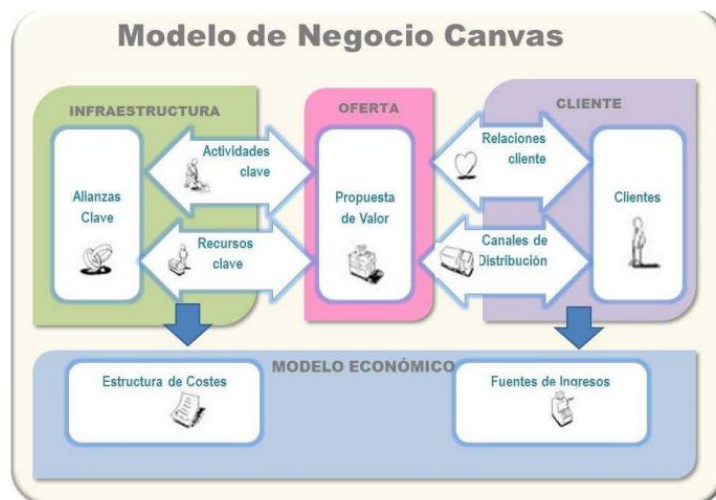 Modelo de Negocio Canvas
INFRAESTRUCTURA
OFERTA
CLIENTE
Alianzas
Clave
Actividades
clave
Recursos
clave
Propuesta
de Valor
Relaciones
cliente
Canales de
Distribución
Clientes
MODELO ECONÓMICO
Estructura de Costes
Fuentes de Ingresos